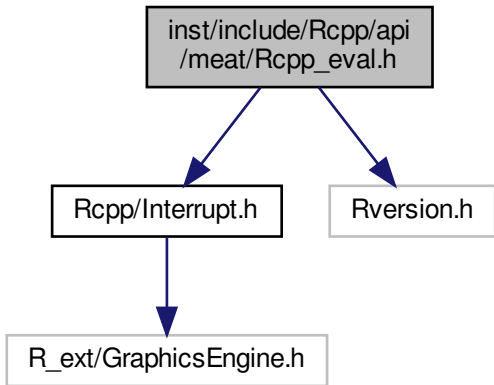 inst/include/Rcpp/api
/meat/Rcpp_eval.h
Rcpp/Interrupt.h
Rversion.h
R_ext/GraphicsEngine.h